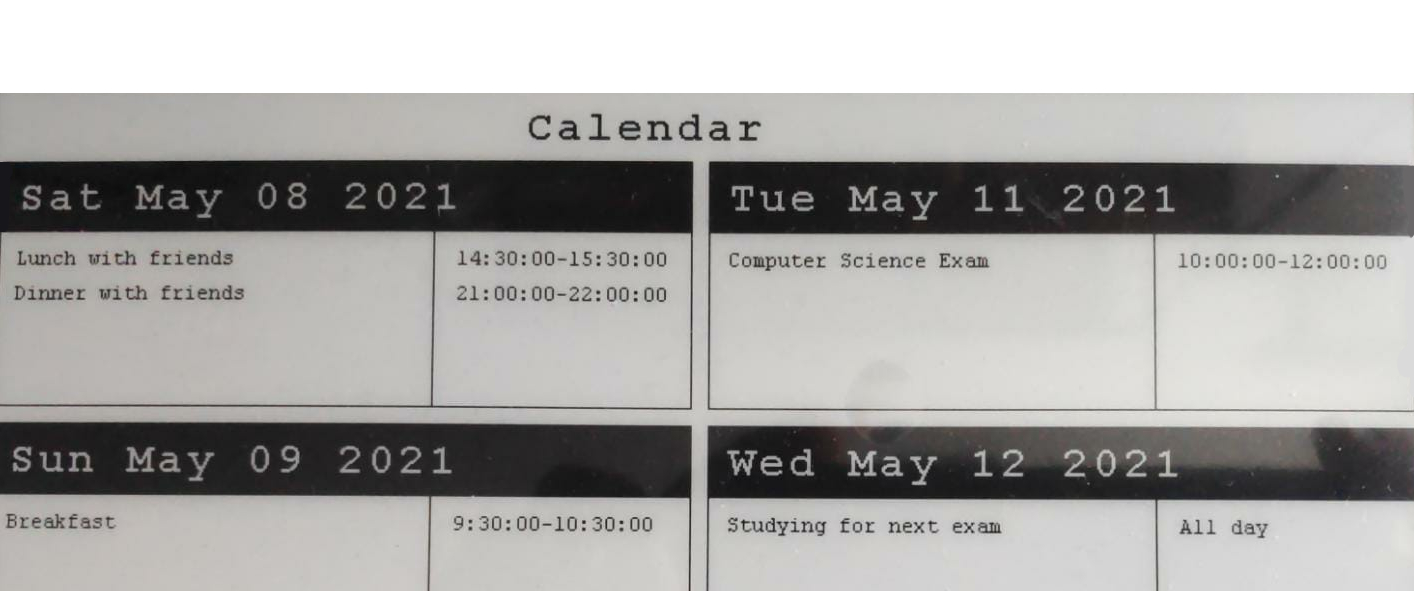 Calendar
Sat May 08 2021
Lunch with friends 14:30:00-15:30:00
Dinner with friends 21:00:00-22:00:00
Sun May 09 2021
Breakfast 9:30:00-10:30:00
Tue May 11 2021
Computer Science Exam 10:00:00-12:00:00
Wed May 12 2021
Studying for next exam All day